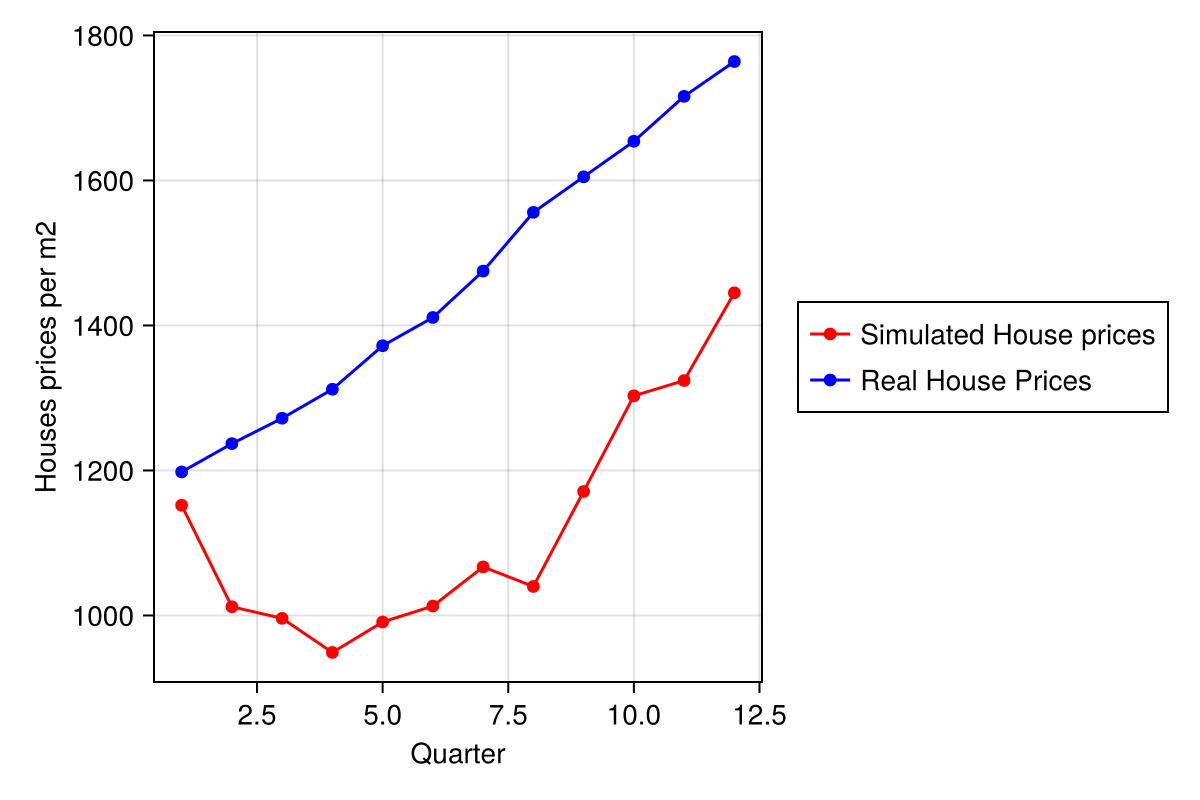 1800
1600
1400
1200
1000
Houses prices per m2
2.5 5.0 7.5 10.0 12.5
Quarter
Simulated House prices
Real House Prices